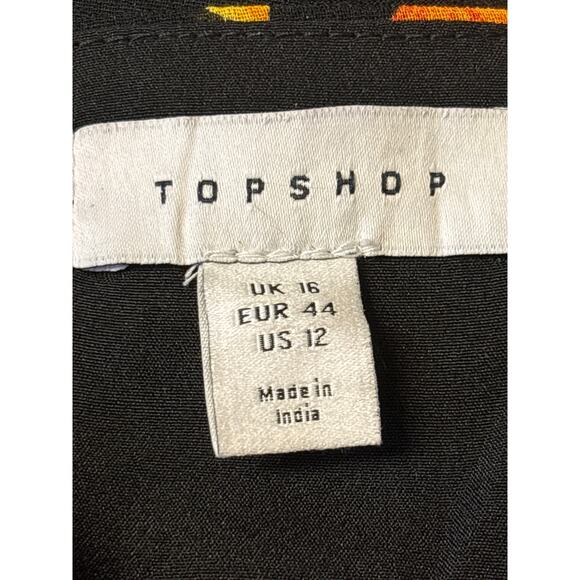 TOPSHOP
UK 16
EUR 44
US 12
Made in
India